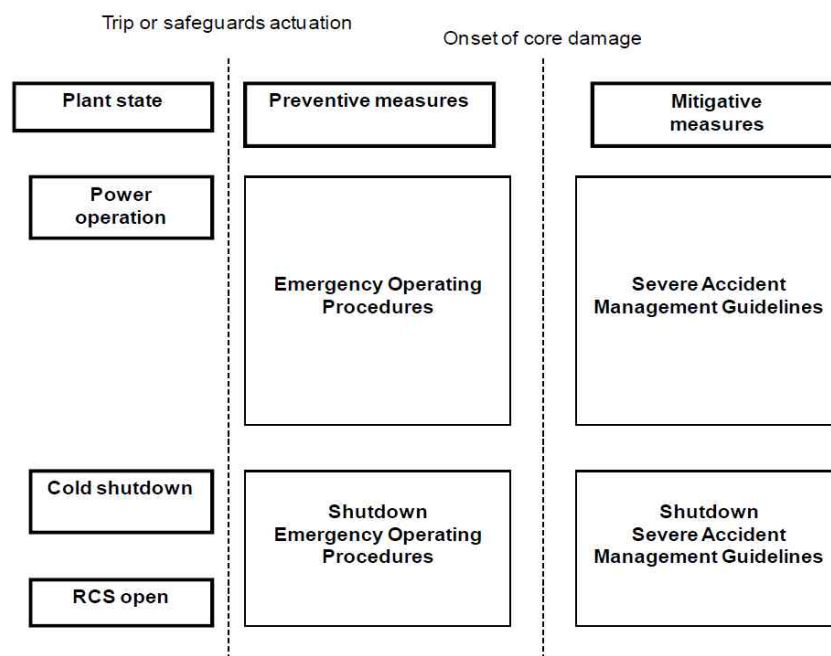 Trip or safeguards actuation
Onset of core damage
Plant state
Preventive measures
Mitigative
measures
Power
operation
Emergency Operating
Procedures
Severe Accident
Management Guidelines
Cold shutdown
Shutdown
Emergency Operating
Procedures
Shutdown
Severe Accident
Management Guidelines
RCS open